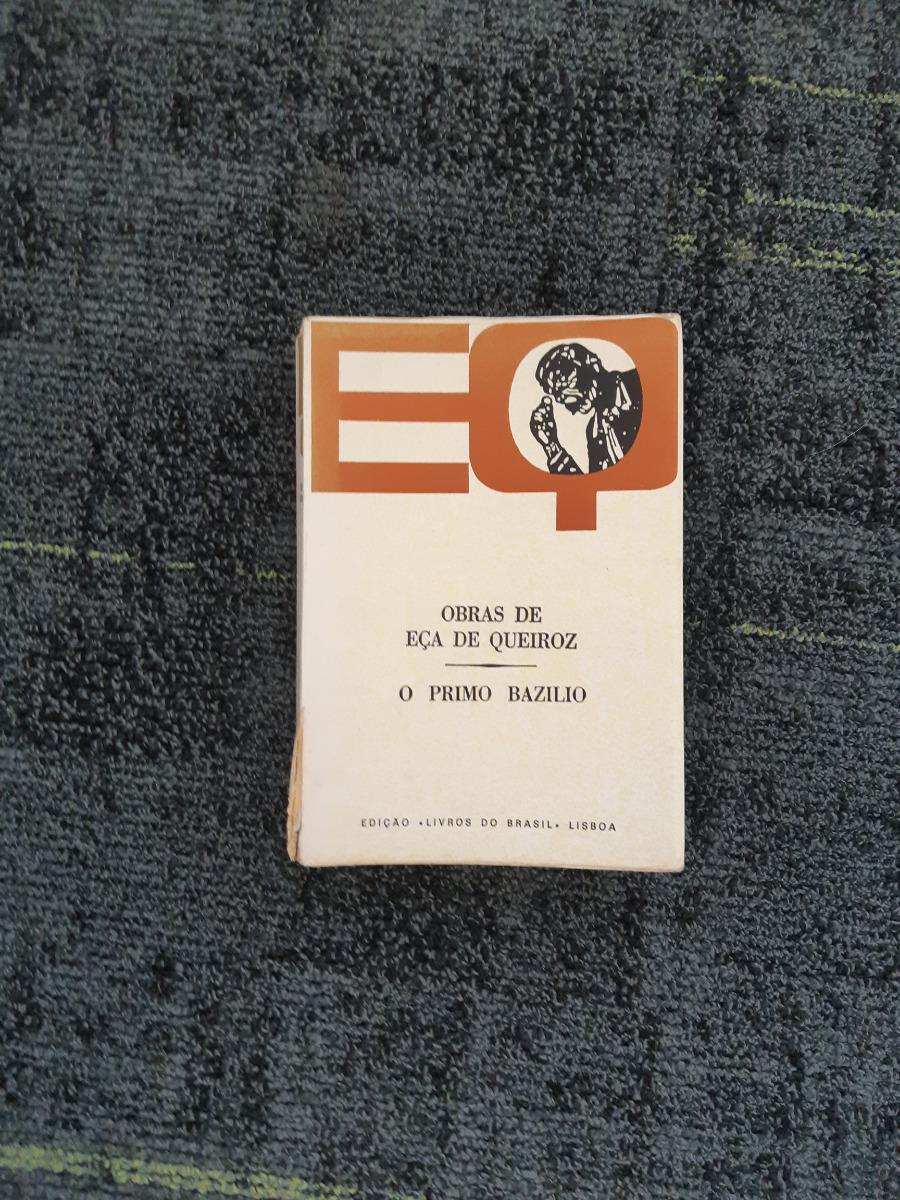 EQ
OBRAS DE
EÇA DE QUEIROZ
O PRIMO BAZILIO
EDIÇÃO «LIVROS DO BRASIL» LISBOA